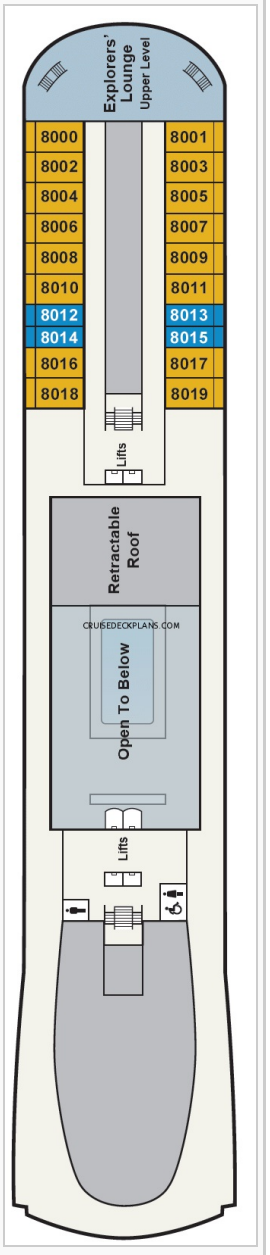 Explorers'
Lounge
Upper Level
8000 8001
8002 8003
8004 8005
8006 8007
8008 8009
8010 8011
8012 8013
8014 8015
8016 8017
8018 8019
Lifts
Retractable
Roof
CRUISEDECKPLANS.COM
Open To Below
Lifts